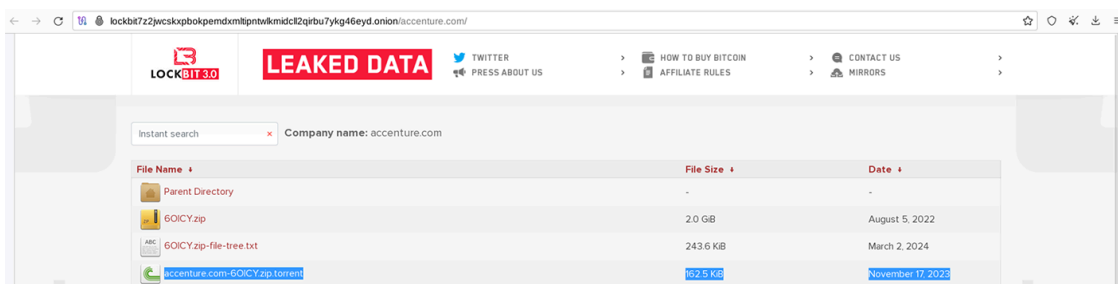 lockbit7z2jwcskxpbokpemdxmltipntwlkmidcll2qirbu7ykg46eyd.onion/accenture.com/
LOCKBIT 3.0
LEAKED DATA
TWITTER > HOW TO BUY BITCOIN > CONTACT US >
PRESS ABOUT US > AFFILIATE RULES > MIRRORS >
Instant search × Company name: accenture.com
File Name ↓ File Size ↓ Date ↓
Parent Directory - -
ZIP 6OICY.zip 2.0 GiB August 5, 2022
ABC 6OICY.zip-file-tree.txt 243.6 KiB March 2, 2024
accenture.com-6OICY.zip.torrent 162.5 KiB November 17, 2023